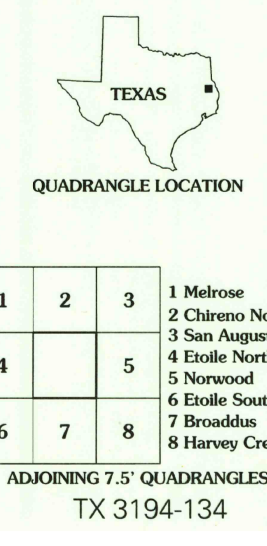 TEXAS
QUADRANGLE LOCATION
1 2 3
4 5
6 7 8
1 Melrose
2 Chireno No
3 San Augus
4 Etoile Nort
5 Norwood
6 Etoile Sout
7 Broaddus
8 Harvey Cre
ADJOINING 7.5' QUADRANGLES
TX 3194-134